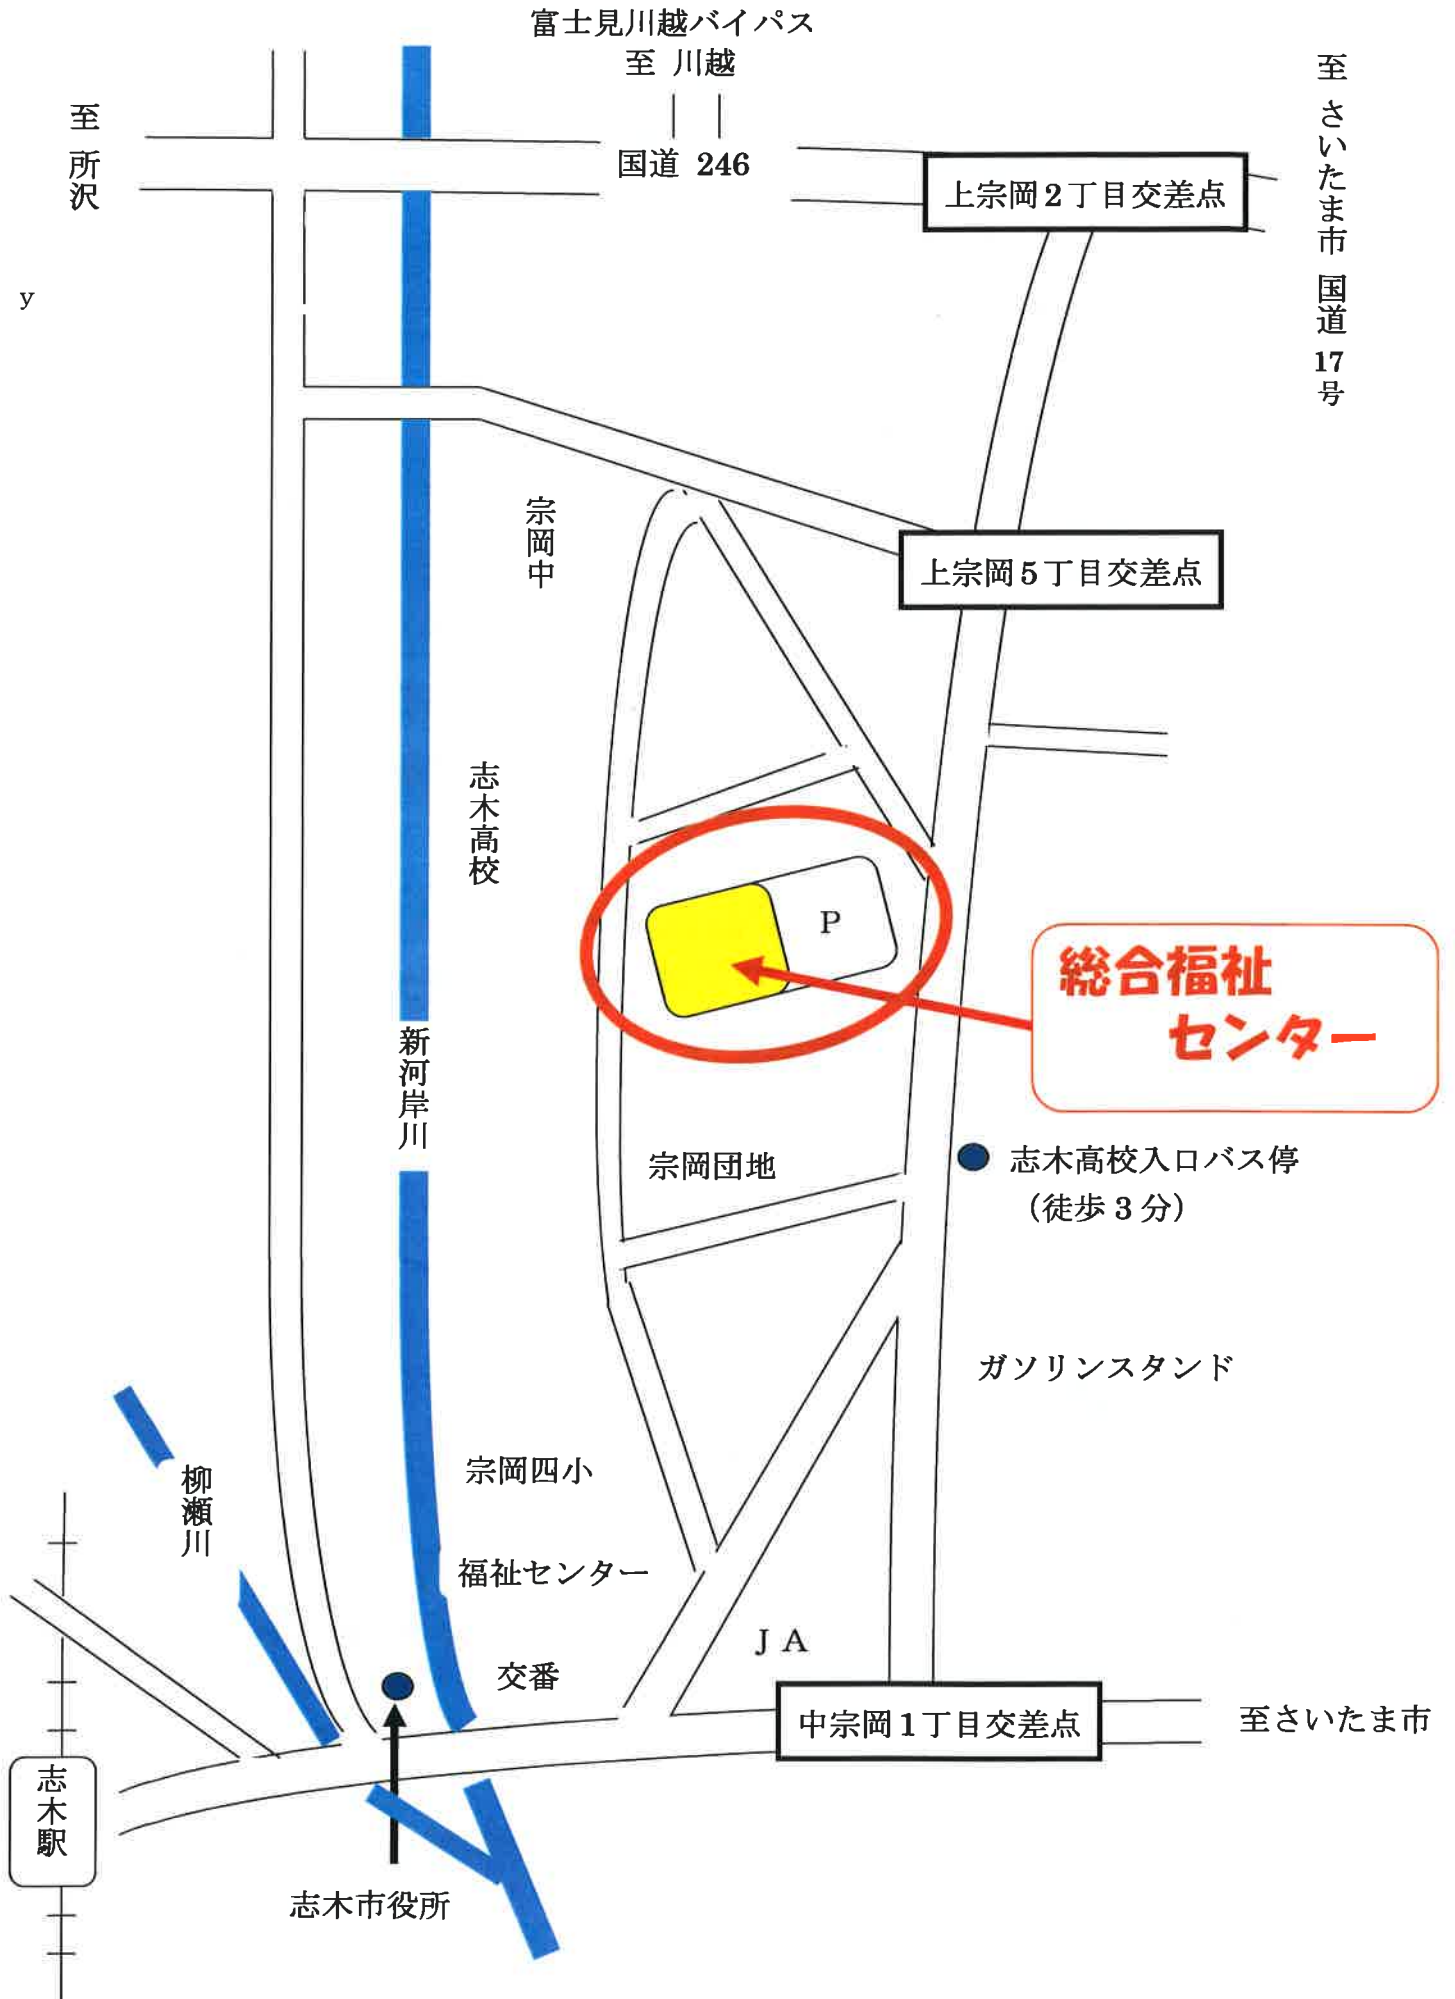 富士見川越バイパス
至 川越
至 所沢
国道 246
上宗岡2丁目交差点
至 さいたま市 国道 17号
y
宗岡中
上宗岡5丁目交差点
志木高校
P
総合福祉
センター
新河岸川
宗岡団地
志木高校入口バス停
（徒歩3分）
ガソリンスタンド
柳瀬川
宗岡四小
福祉センター
交番
JA
中宗岡1丁目交差点
至さいたま市
志木駅
志木市役所